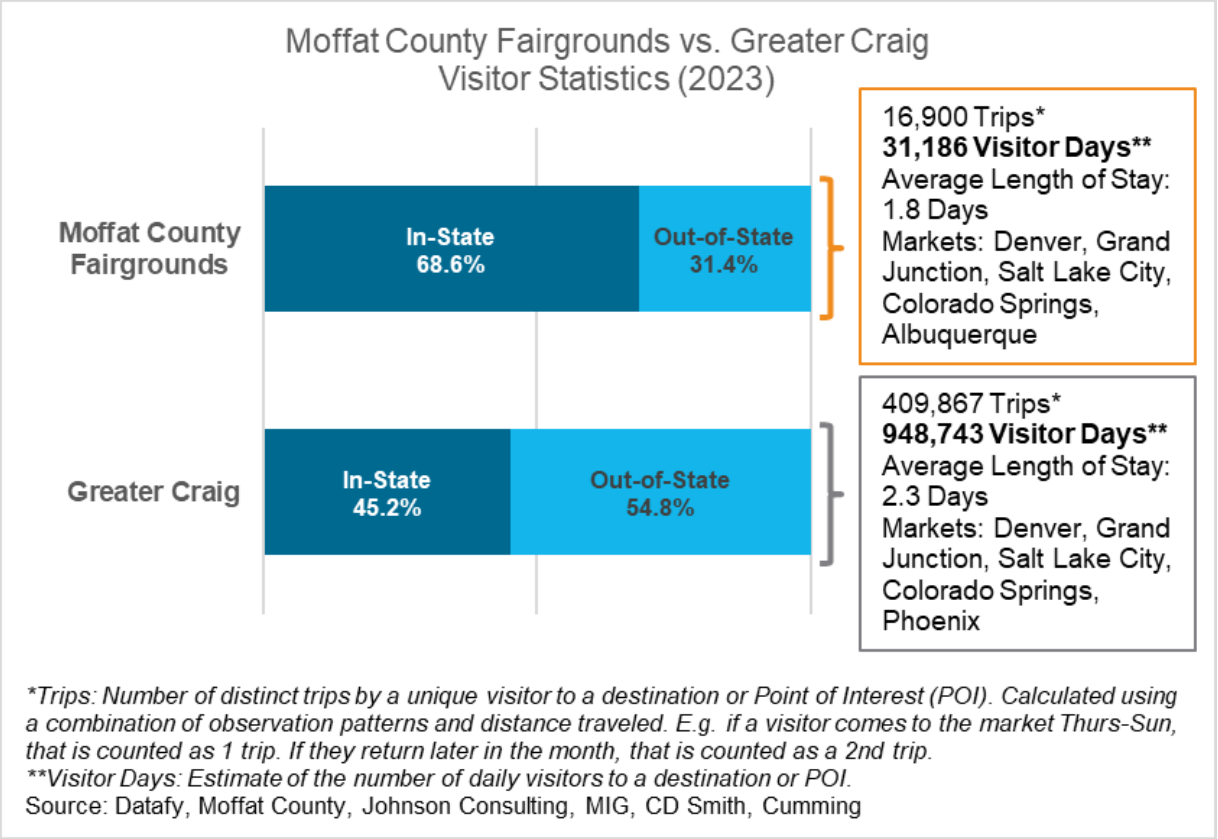 Moffat County Fairgrounds vs. Greater Craig
Visitor Statistics (2023)
Moffat County
Fairgrounds
In-State
68.6%
Out-of-State
31.4%
16,900 Trips*
31,186 Visitor Days**
Average Length of Stay:
1.8 Days
Markets: Denver, Grand
Junction, Salt Lake City,
Colorado Springs,
Albuquerque
Greater Craig
In-State
45.2%
Out-of-State
54.8%
409,867 Trips*
948,743 Visitor Days**
Average Length of Stay:
2.3 Days
Markets: Denver, Grand
Junction, Salt Lake City,
Colorado Springs,
Phoenix
*Trips: Number of distinct trips by a unique visitor to a destination or Point of Interest (POI). Calculated using
a combination of observation patterns and distance traveled. E.g. if a visitor comes to the market Thurs-Sun,
that is counted as 1 trip. If they return later in the month, that is counted as a 2nd trip.
**Visitor Days: Estimate of the number of daily visitors to a destination or POI.
Source: Datafy, Moffat County, Johnson Consulting, MIG, CD Smith, Cumming